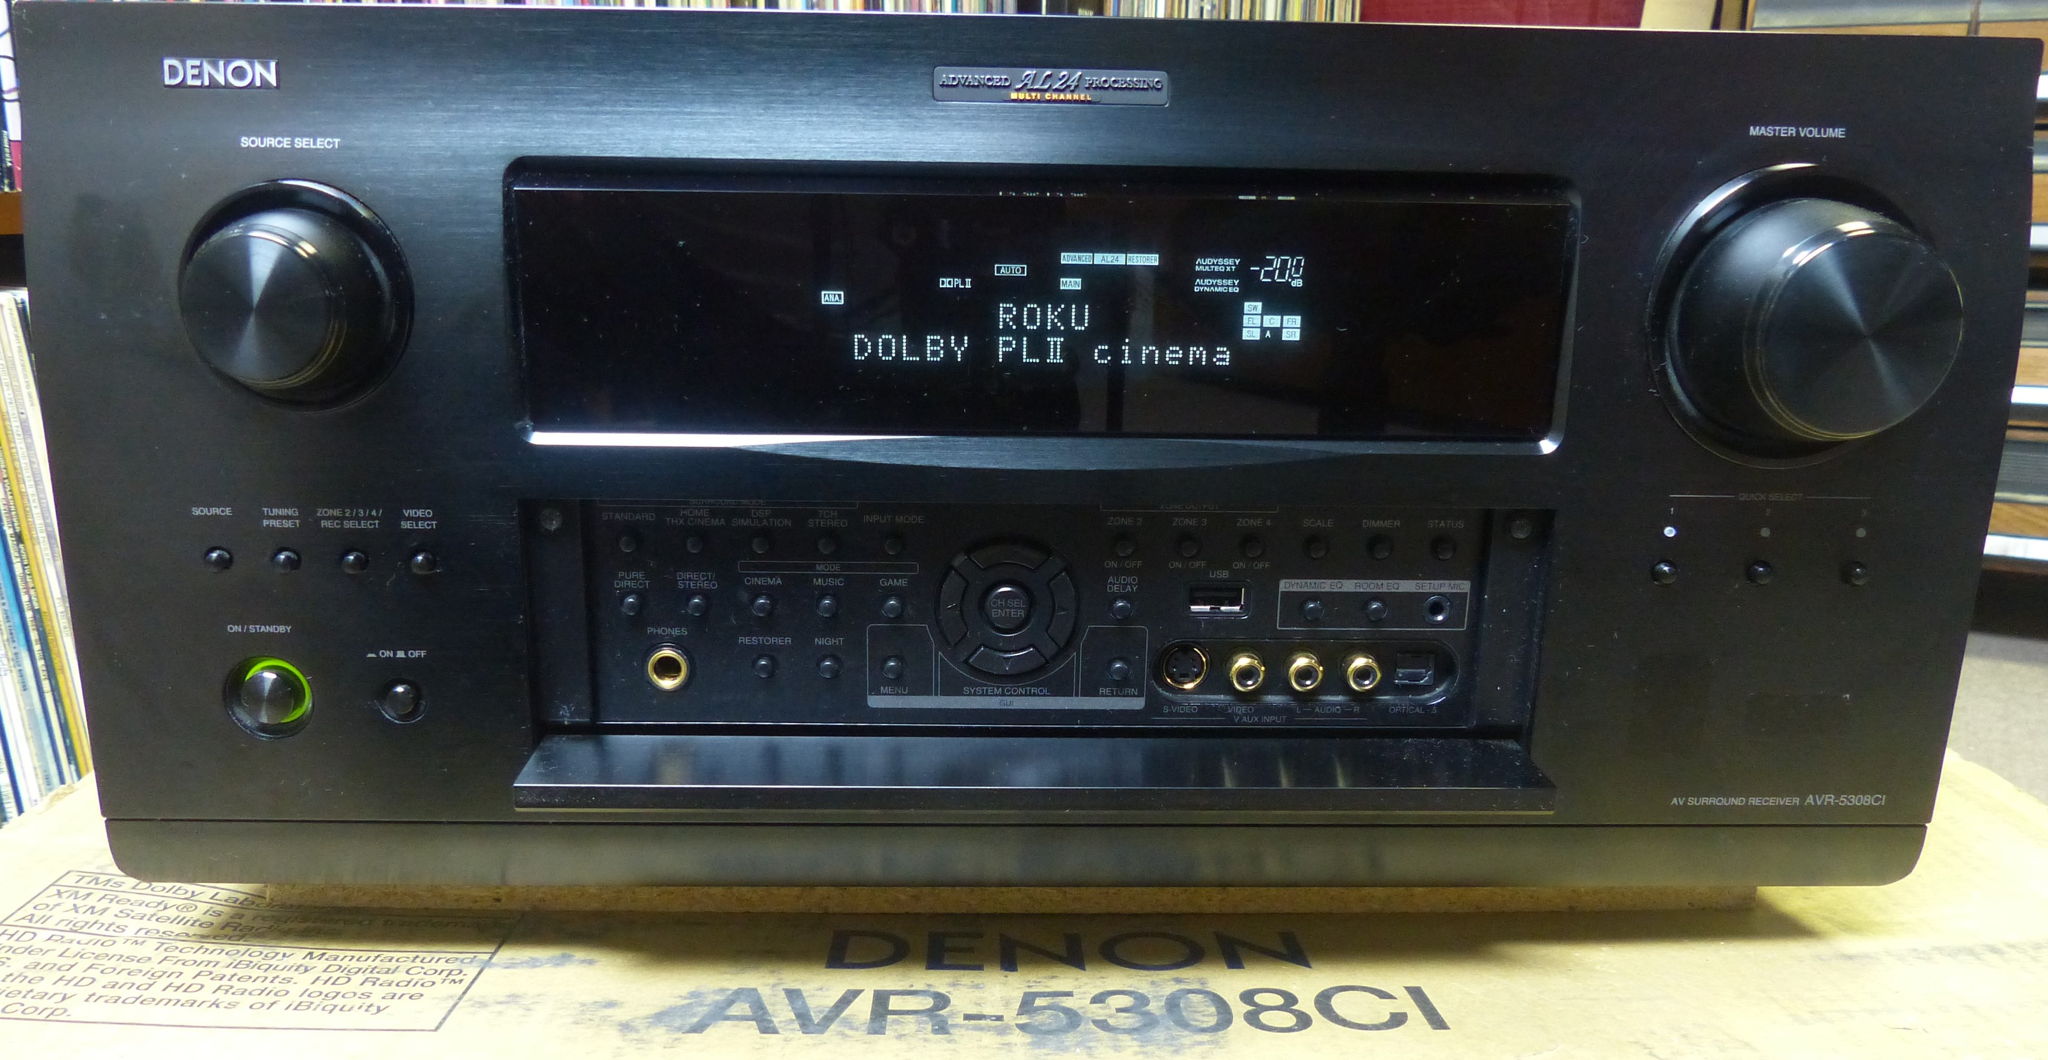 DENON
ADVANCED AL24 PROCESSING
MULTI CHANNEL
SOURCE SELECT
MASTER VOLUME
ADVANCED AL24 RESTORER
AUDYSSEY
MULTEQ XT
-20.0
dB
AUTO
AUDYSSEY
DYNAMIC EQ
PLII
MAIN
ANA.
ROKU
SW
FL C FR
SL A SR
DOLBY PLII cinema
SOURCE
TUNING
PRESET
ZONE 2 / 3 / 4 /
REC SELECT
VIDEO
SELECT
SURROUND MODE
STANDARD
HOME
THX CINEMA
DSP
SIMULATION
7CH
STEREO
INPUT MODE
ZONE 2
ZONE 3
ZONE 4
SCALE
DIMMER
STATUS
ON / OFF
ON / OFF
ON / OFF
QUICK SELECT
1 2 3
PURE
DIRECT
DIRECT/
STEREO
MODE
CINEMA
MUSIC
GAME
CH SEL
ENTER
AUDIO
DELAY
USB
DYNAMIC EQ
ROOM EQ
SETUP MIC
ON / STANDBY
ON OFF
PHONES
RESTORER
NIGHT
MENU
SYSTEM CONTROL
RETURN
GUI
S-VIDEO
VIDEO
L — AUDIO — R
OPTICAL
V AUX INPUT
AV SURROUND RECEIVER AVR-5308CI
TMs Dolby
XM Ready® is a registered
of XM Satellite
All rights
HD Radio™ Technology Manufactured
License From iBiquity Digital Corp.
and Foreign Patents. HD Radio™
the HD and HD Radio logos are
trademarks of iBiquity
Corp.
DENON
AVR-5308CI